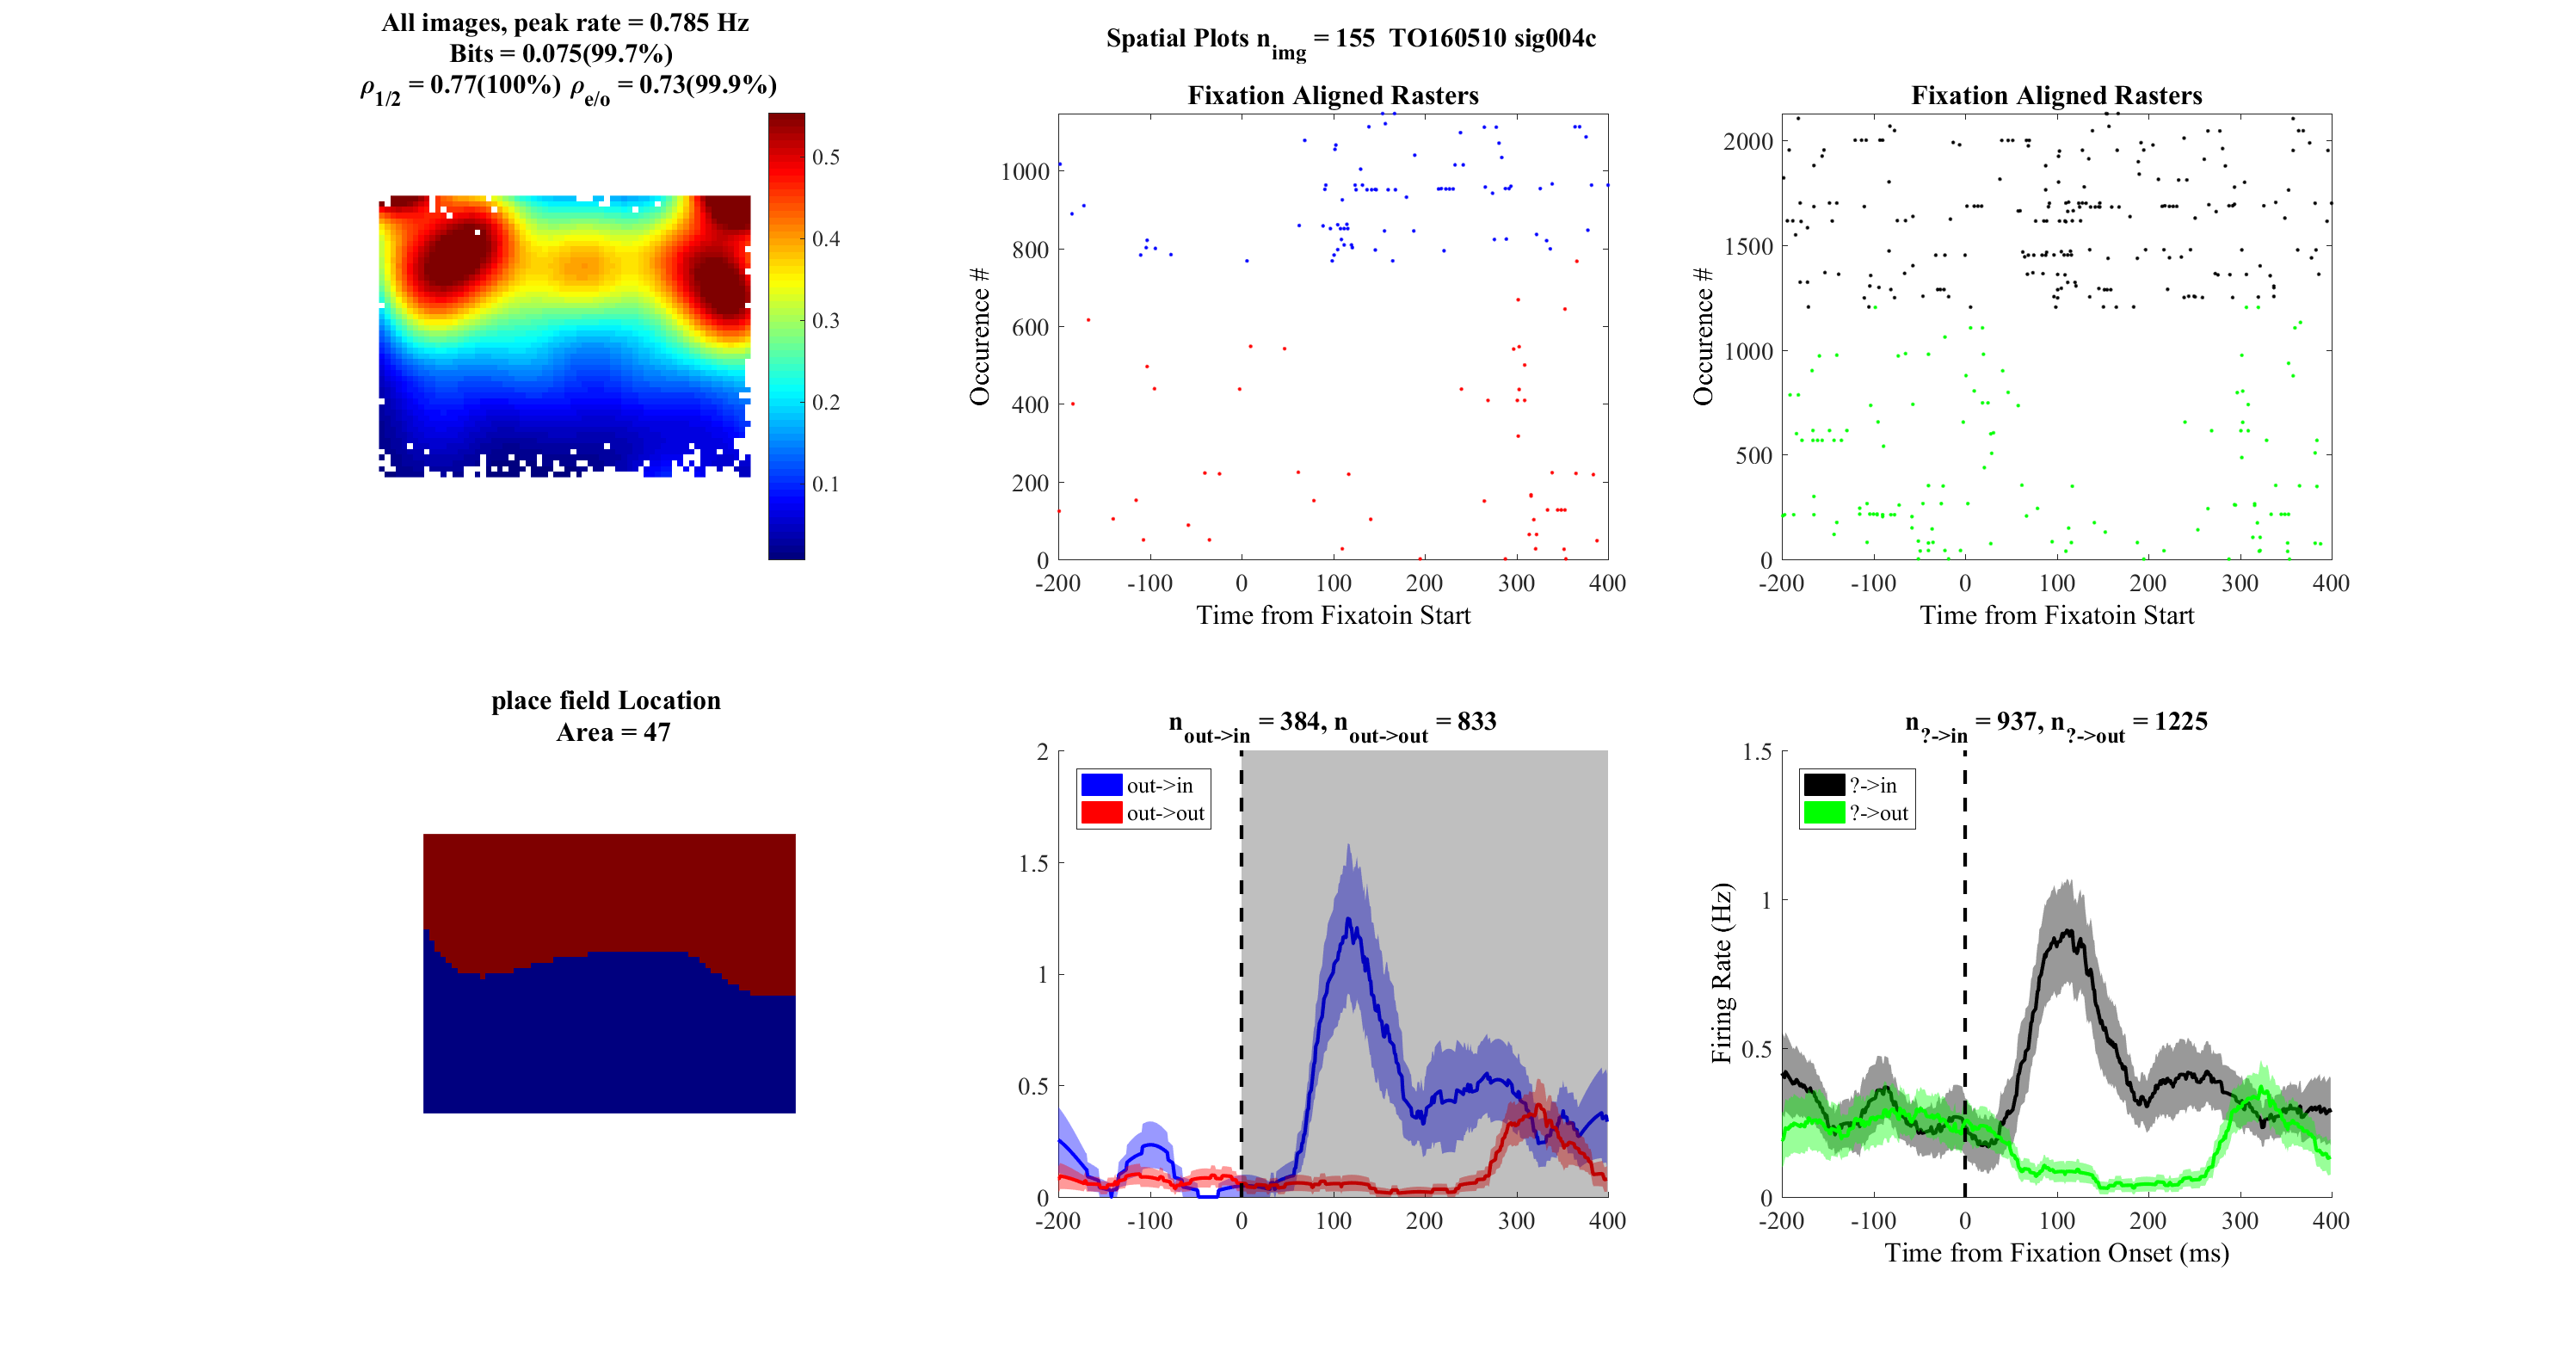 All images, peak rate = 0.785 Hz
Bits = 0.075(99.7%)
ρ1/2 = 0.77(100%) ρe/o = 0.73(99.9%)
0.5
0.4
0.3
0.2
0.1
Spatial Plots nimg = 155 TO160510 sig004c
Fixation Aligned Rasters
1000
800
600
400
200
0
Occurence #
-200 -100 0 100 200 300 400
Time from Fixatoin Start
Fixation Aligned Rasters
2000
1500
1000
500
0
Occurence #
-200 -100 0 100 200 300 400
Time from Fixatoin Start
place field Location
Area = 47
nout->in = 384, nout->out = 833
2
1.5
1
0.5
0
out->in
out->out
-200 -100 0 100 200 300 400
n?->in = 937, n?->out = 1225
1.5
1
0.5
0
Firing Rate (Hz)
?->in
?->out
-200 -100 0 100 200 300 400
Time from Fixation Onset (ms)